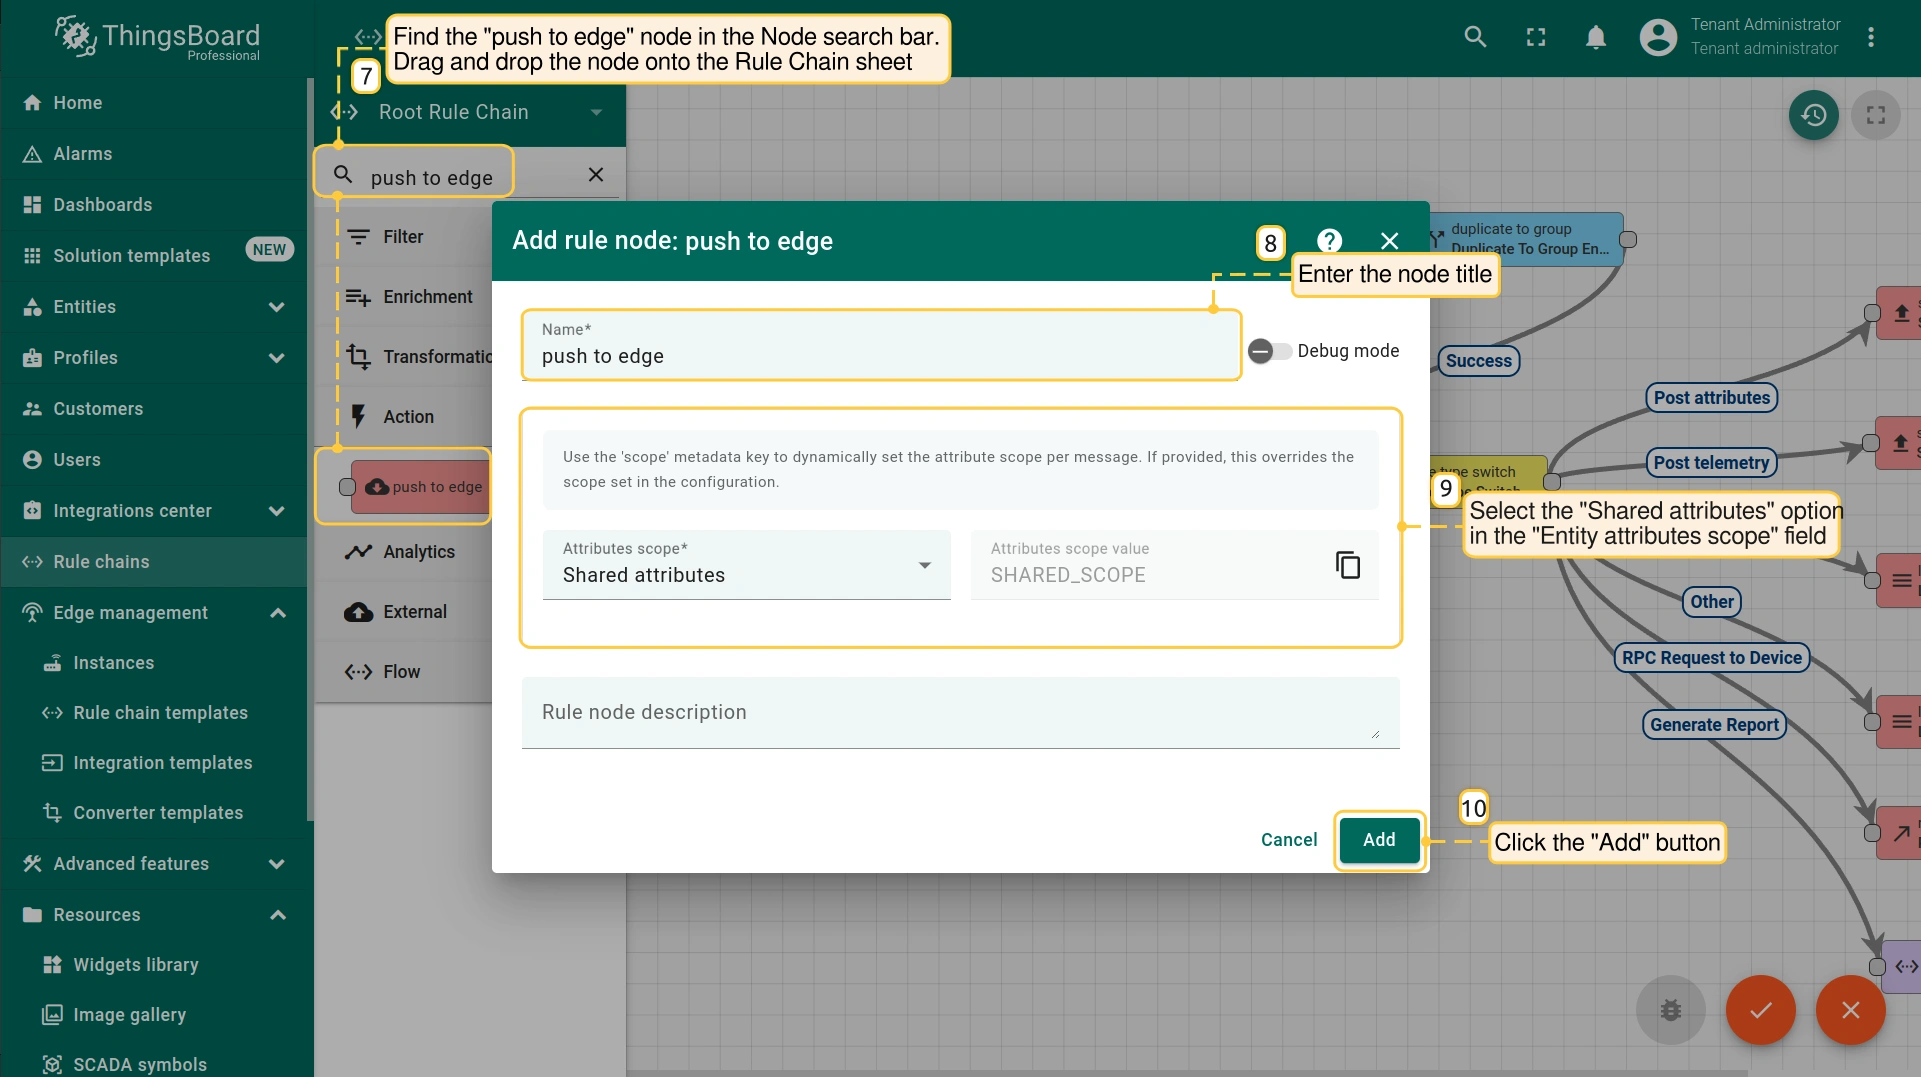 ThingsBoard
Professional
Find the "push to edge" node in the Node search bar.
Drag and drop the node onto the Rule Chain sheet
7
Tenant Administrator
Tenant administrator
Home
Alarms
Dashboards
Solution templates
NEW
Entities
Profiles
Customers
Users
Integrations center
Rule chains
Edge management
Instances
Rule chain templates
Integration templates
Converter templates
Advanced features
Resources
Widgets library
Image gallery
SCADA symbols
Root Rule Chain
push to edge
Filter
Enrichment
Transformatio
Action
push to edge
Analytics
External
Flow
Add rule node: push to edge
8
Enter the node title
Name*
push to edge
Debug mode
Use the 'scope' metadata key to dynamically set the attribute scope per message. If provided, this overrides the
scope set in the configuration.
Attributes scope*
Shared attributes
Attributes scope value
SHARED_SCOPE
Rule node description
Cancel
Add
10
Click the "Add" button
duplicate to group
Duplicate To Group En...
Success
Post attributes
Post telemetry
type switch
9
Select the "Shared attributes" option
in the "Entity attributes scope" field
Other
RPC Request to Device
Generate Report